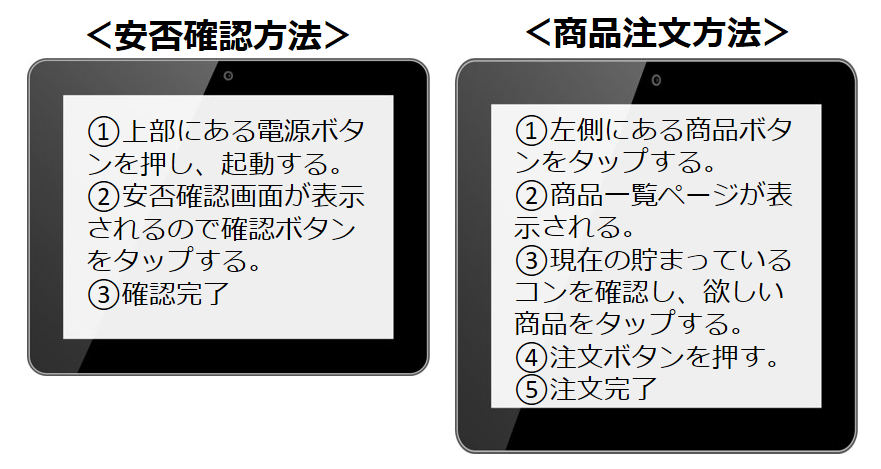 ＜安否確認方法＞
①上部にある電源ボタ
ンを押し、起動する。
②安否確認画面が表示
されるので確認ボタン
をタップする。
③確認完了
＜商品注文方法＞
①左側にある商品ボタ
ンをタップする。
②商品一覧ページが表
示される。
③現在の貯まっている
コンを確認し、欲しい
商品をタップする。
④注文ボタンを押す。
⑤注文完了